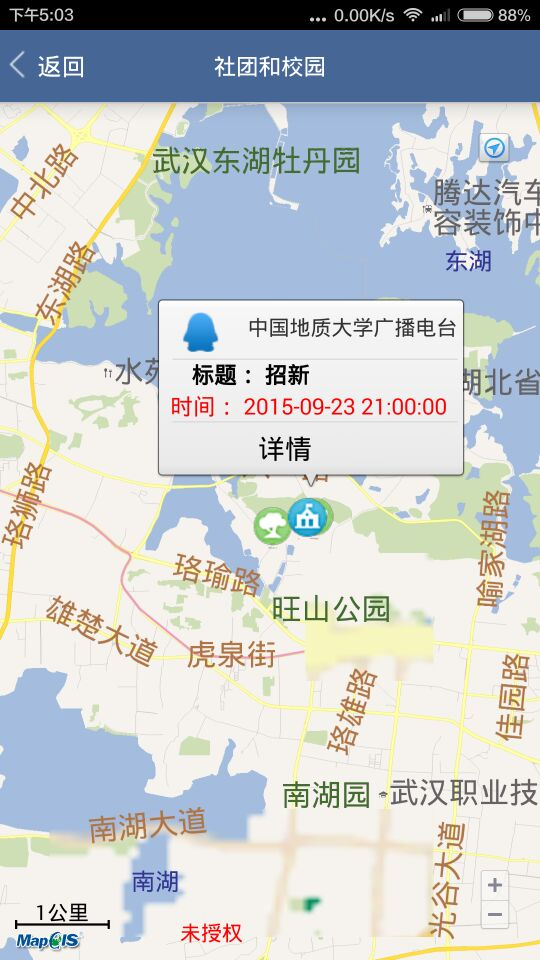 下午5:03
... 0.00K/s
88%
返回
社团和校园
中北路
武汉东湖牡丹园
腾达汽车
容装饰中
东湖
东湖路
中国地质大学广播电台
水苑
标题：招新
湖北省
时间：2015-09-23 21:00:00
详情
珞狮路
喻家湖路
珞瑜路
旺山公园
雄楚大道
虎泉街
佳园路
珞雄路
南湖园
武汉职业技
南湖大道
光谷大道
南湖
+
1公里
−
未授权
MapGIS